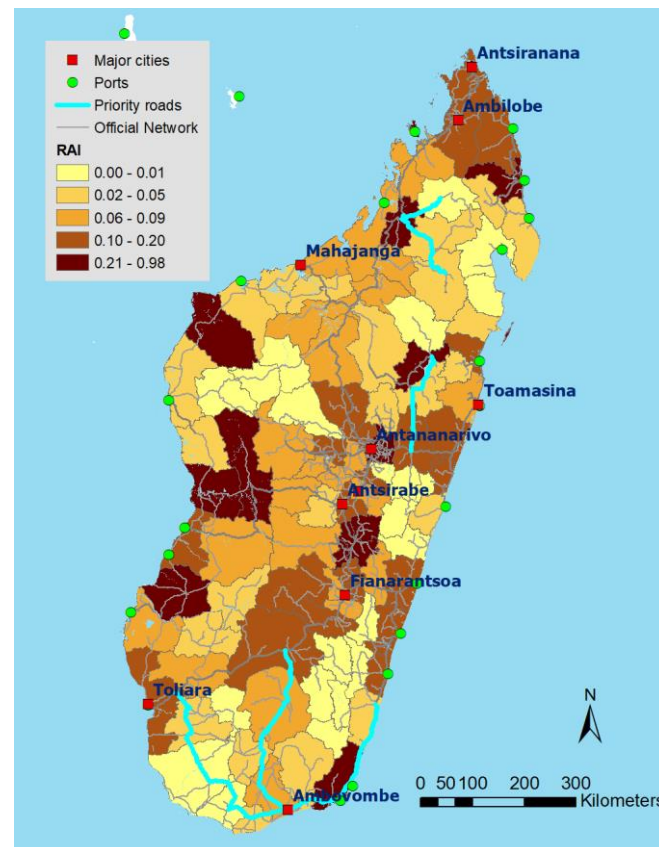 Major cities
Ports
Priority roads
Official Network
RAI
0.00 - 0.01
0.02 - 0.05
0.06 - 0.09
0.10 - 0.20
0.21 - 0.98
Antsiranana
Ambilobe
Mahajanga
Toamasina
Antananarivo
Antsirabe
Fianarantsoa
Toliara
Ambovombe
N
0 50 100 200 300
Kilometers